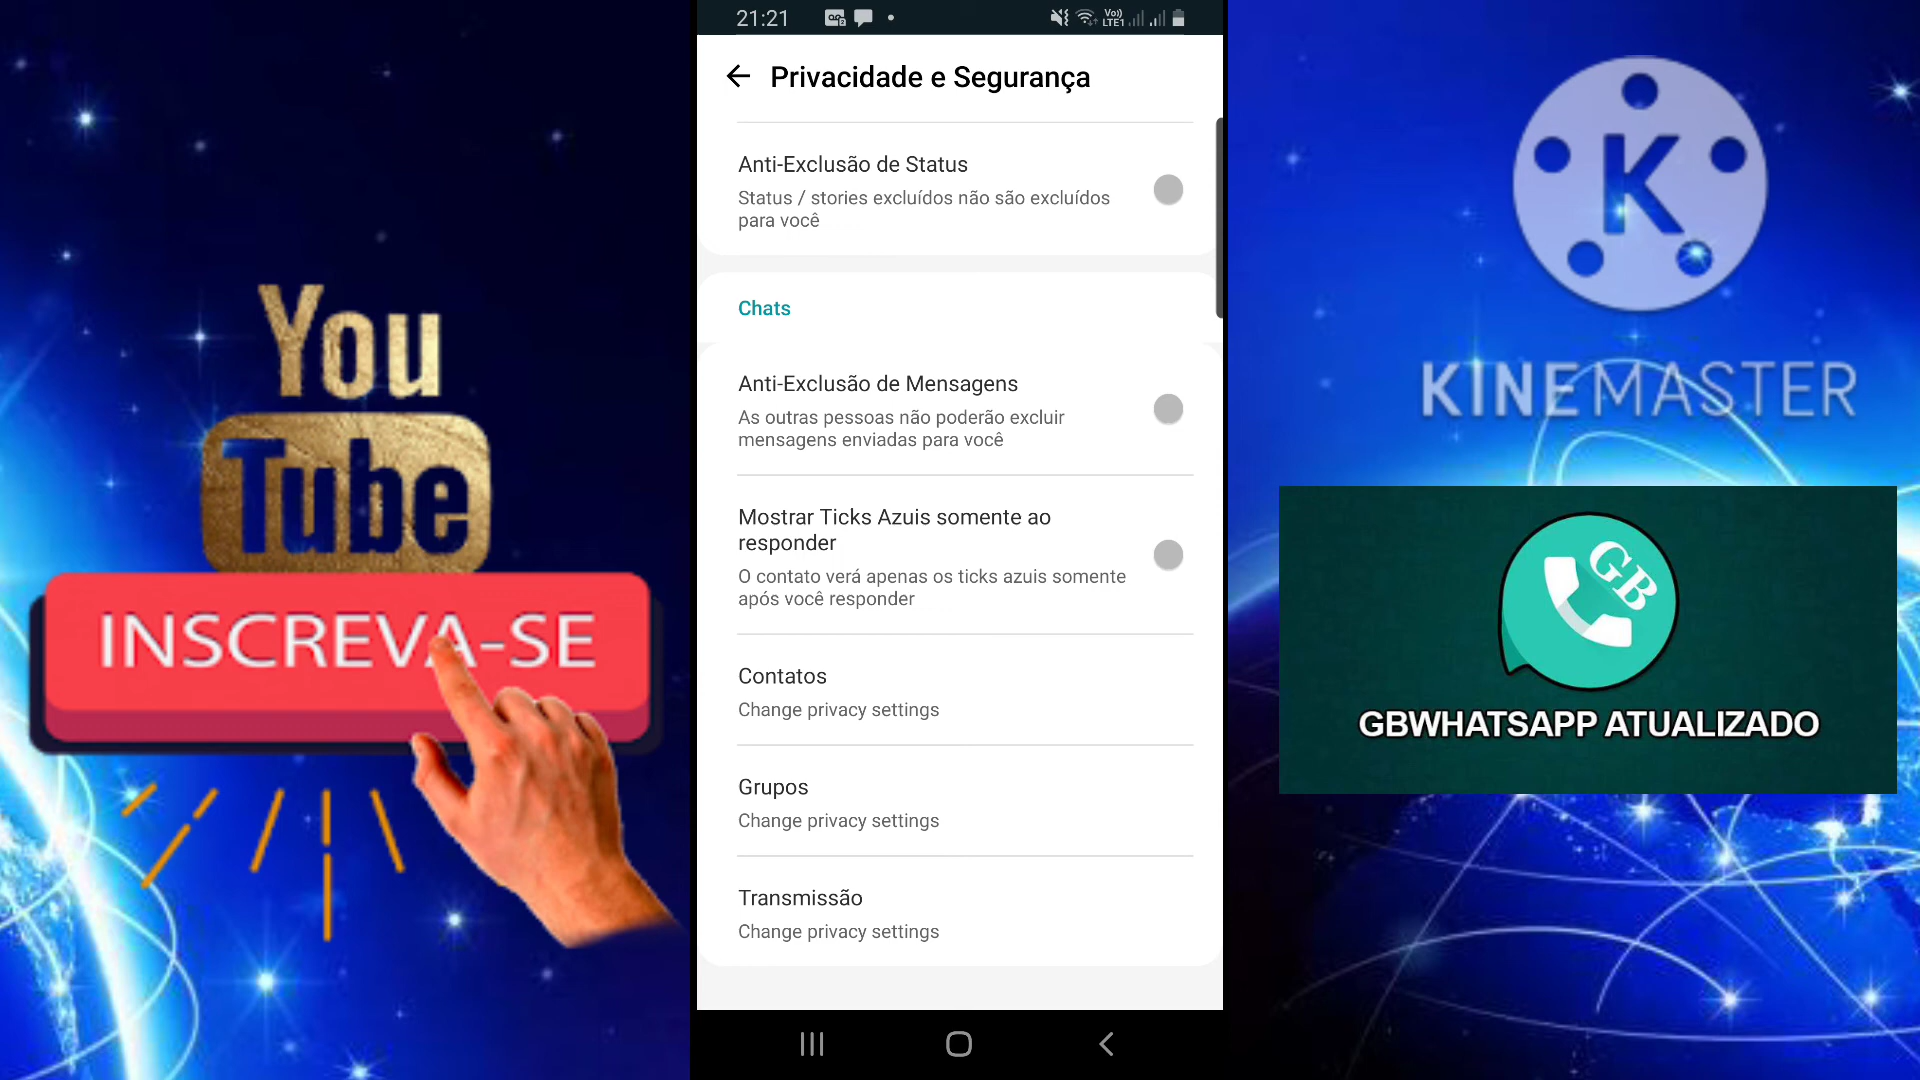 21:21
Privacidade e Segurança
Anti-Exclusão de Status
Status / stories excluídos não são excluídos
para você
Chats
Anti-Exclusão de Mensagens
As outras pessoas não poderão excluir
mensagens enviadas para você
Mostrar Ticks Azuis somente ao
responder
O contato verá apenas os ticks azuis somente
após você responder
Contatos
Change privacy settings
Grupos
Change privacy settings
Transmissão
Change privacy settings
You
Tube
INSCREVA-SE
K
KINEMASTER
GB
GBWHATSAPP ATUALIZADO